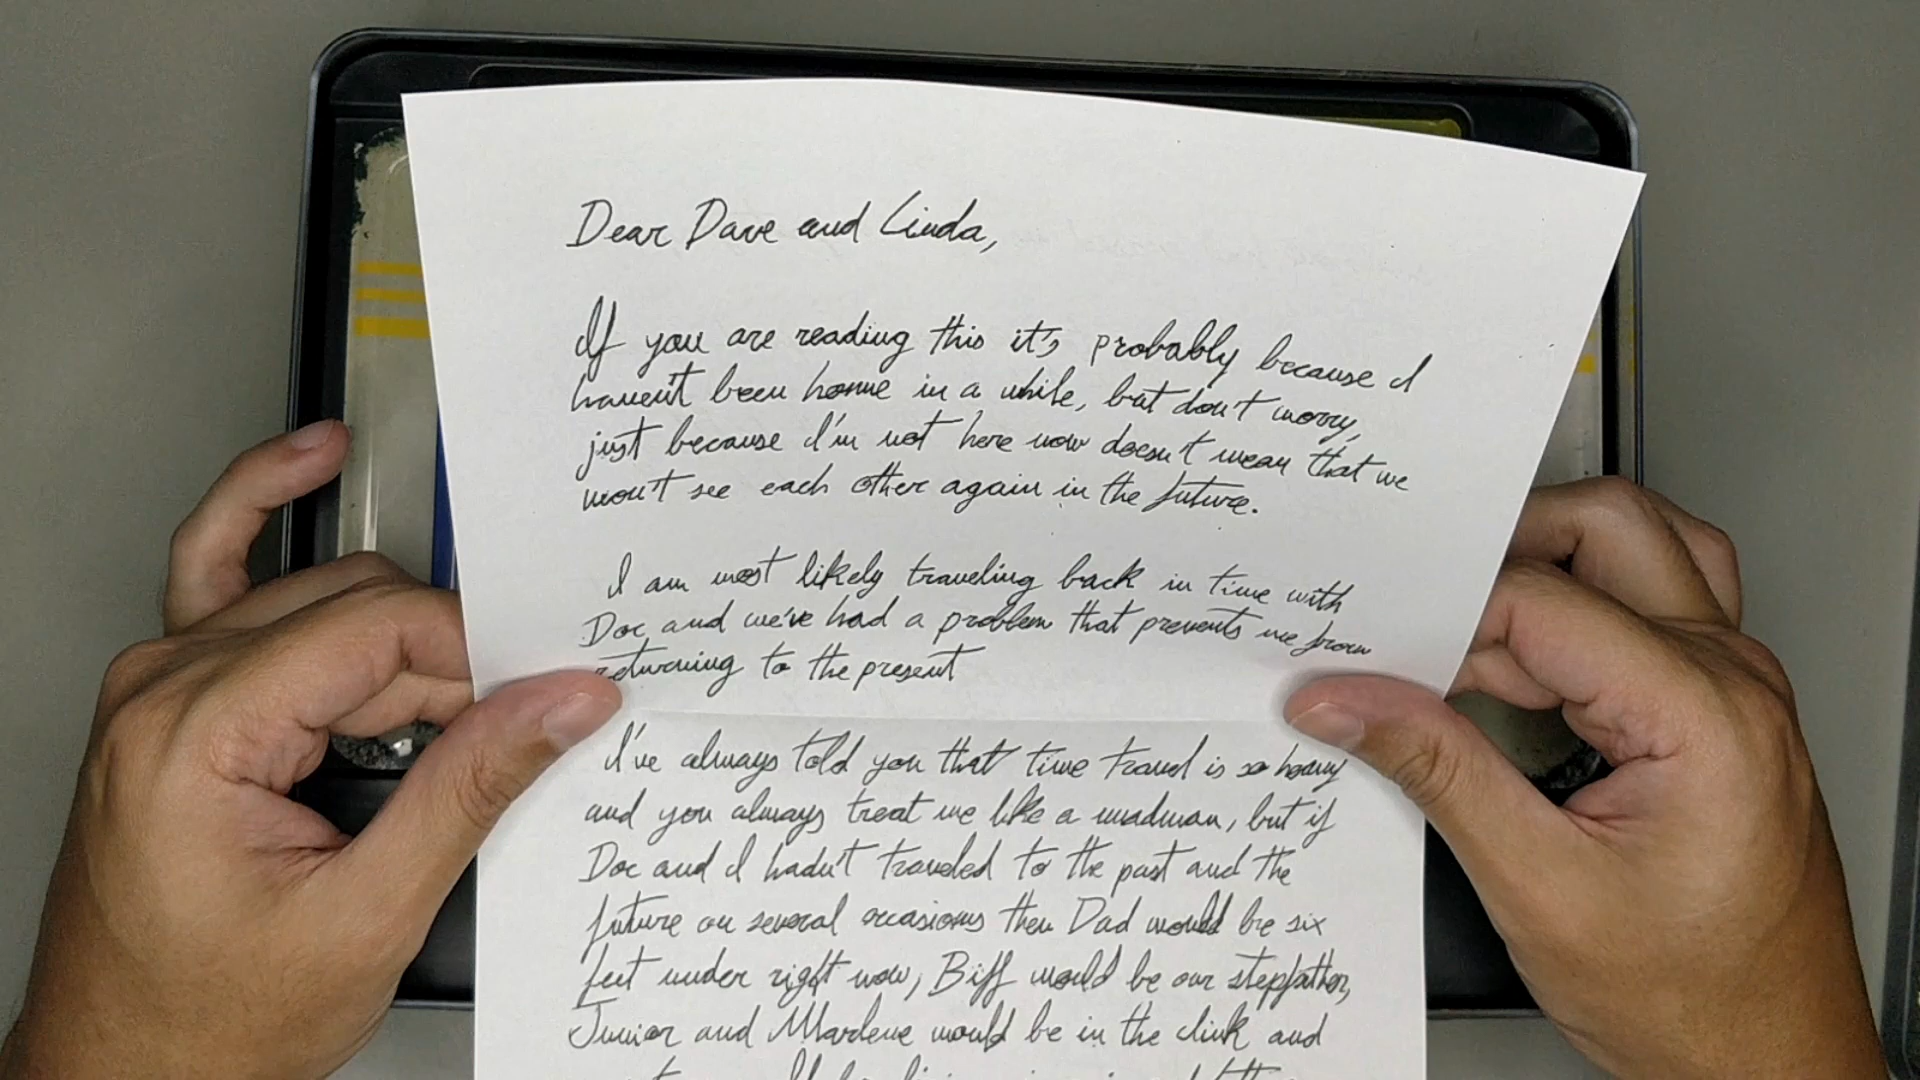 Dear Dave and Linda,
If you are reading this it's probably because I
haven't been home in a while, but don't worry,
just because I'm not here now doesn't mean that we
won't see each other again in the future.
I am most likely traveling back in time with
Doc and we've had a problem that prevents me from
returning to the present
I've always told you that time travel is so heavy
and you always treat me like a madman, but if
Doc and I hadn't traveled to the past and the
future on several occasions then Dad would be six
feet under right now, Biff would be our stepfather,
Junior and Marlene would be in the clink and